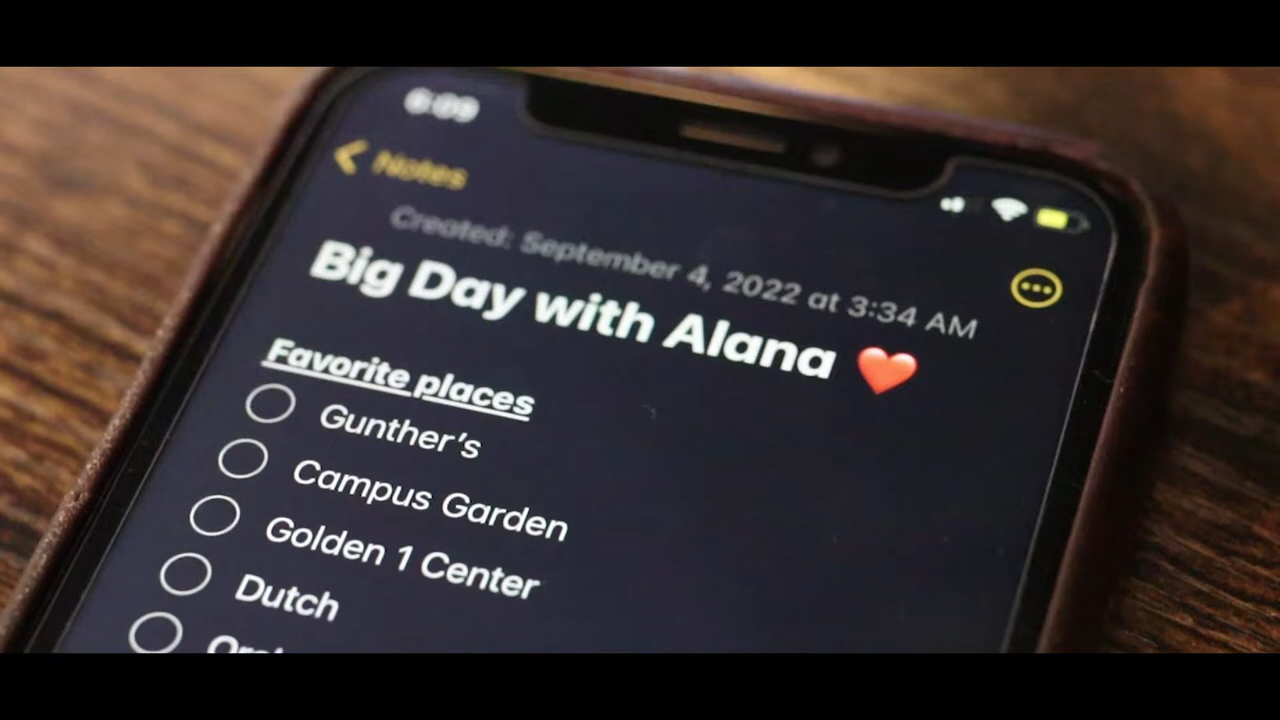 6:09
Notes
Created: September 4, 2022 at 3:34 AM
Big Day with Alana ❤️
Favorite places
Gunther's
Campus Garden
Golden 1 Center
Dutch